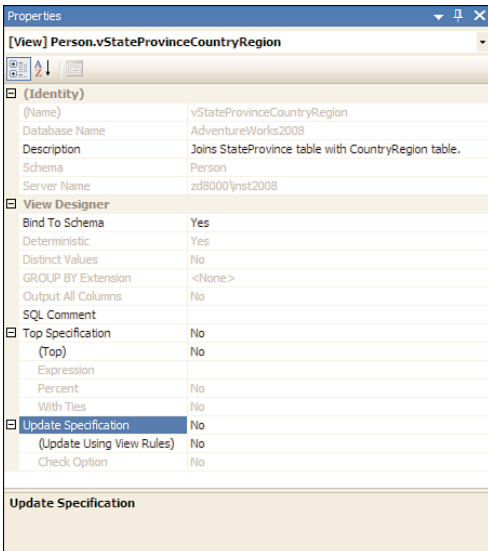 Properties
[View] Person.vStateProvinceCountryRegion
(Identity)
(Name) vStateProvinceCountryRegion
Database Name AdventureWorks2008
Description Joins StateProvince table with CountryRegion table.
Schema Person
Server Name zd8000\inst2008
View Designer
Bind To Schema Yes
Deterministic Yes
Distinct Values No
GROUP BY Extension <None>
Output All Columns No
SQL Comment
Top Specification No
(Top) No
Expression
Percent No
With Ties No
Update Specification No
(Update Using View Rules) No
Check Option No
Update Specification